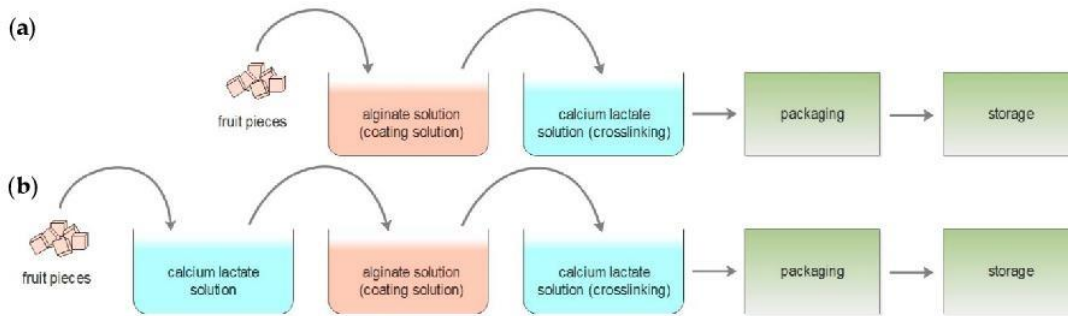 (a)
fruit pieces
alginate solution
(coating solution)
calcium lactate
solution (crosslinking)
packaging
storage
(b)
fruit pieces
calcium lactate
solution
alginate solution
(coating solution)
calcium lactate
solution (crosslinking)
packaging
storage